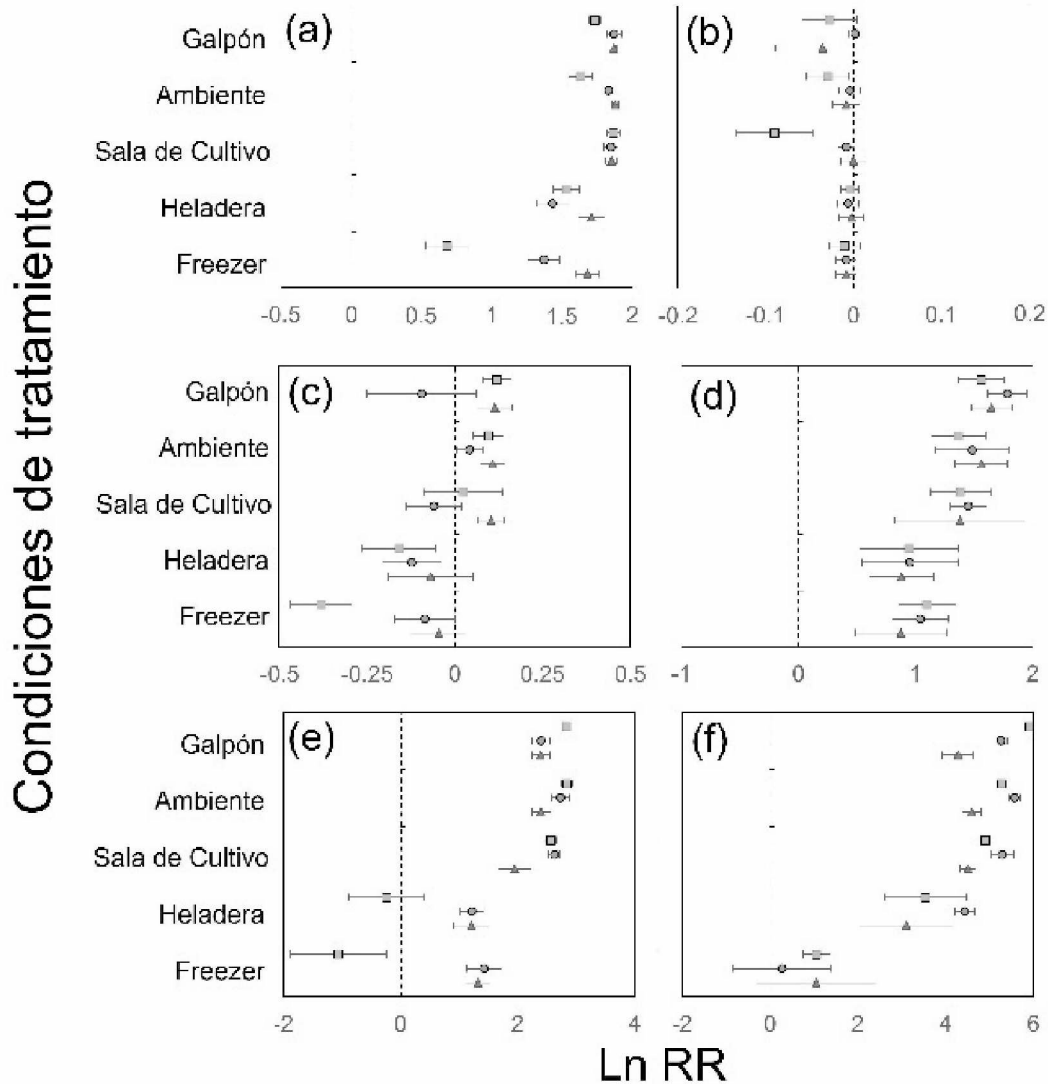 Condiciones de tratamiento
(a)
(b)
Galpón
Ambiente
Sala de Cultivo
Heladera
Freezer
-0.5 0 0.5 1 1.5 2
-0.2 -0.1 0 0.1 0.2
(c)
(d)
Galpón
Ambiente
Sala de Cultivo
Heladera
Freezer
-0.5 -0.25 0 0.25 0.5
-1 0 1 2
(e)
(f)
Galpón
Ambiente
Sala de Cultivo
Heladera
Freezer
-2 0 2 4
-2 0 2 4 6
Ln RR